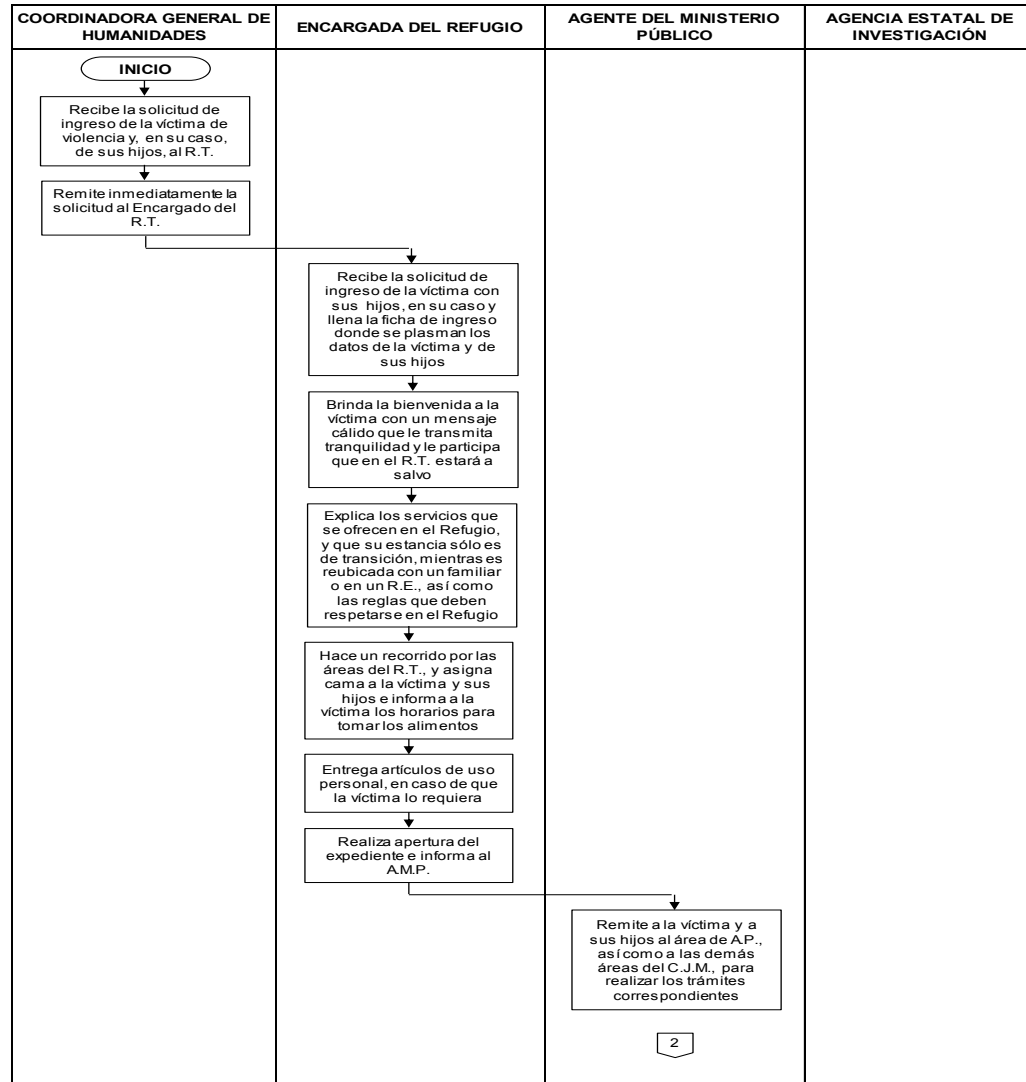 COORDINADORA GENERAL DE
HUMANIDADES
ENCARGADA DEL REFUGIO
AGENTE DEL MINISTERIO
PÚBLICO
AGENCIA ESTATAL DE
INVESTIGACIÓN
INICIO
Recibe la solicitud de
ingreso de la víctima de
violencia y, en su caso,
de sus hijos, al R.T.
Remite inmediatamente la
solicitud al Encargado del
R.T.
Recibe la solicitud de
ingreso de la víctima con
sus hijos, en su caso y
llena la ficha de ingreso
donde se plasman los
datos de la víctima y de
sus hijos
Brinda la bienvenida a la
víctima con un mensaje
cálido que le transmita
tranquilidad y le participa
que en el R.T. estará a
salvo
Explica los servicios que
se ofrecen en el Refugio,
y que su estancia sólo es
de transición, mientras es
reubicada con un familiar
o en un R.E., así como
las reglas que deben
respetarse en el Refugio
Hace un recorrido por las
áreas del R.T., y asigna
cama a la víctima y sus
hijos e informa a la
víctima los horarios para
tomar los alimentos
Entrega artículos de uso
personal, en caso de que
la víctima lo requiera
Realiza apertura del
expediente e informa al
A.M.P.
Remite a la víctima y a
sus hijos al área de A.P.,
así como a las demás
áreas del C.J.M., para
realizar los trámites
correspondientes
2